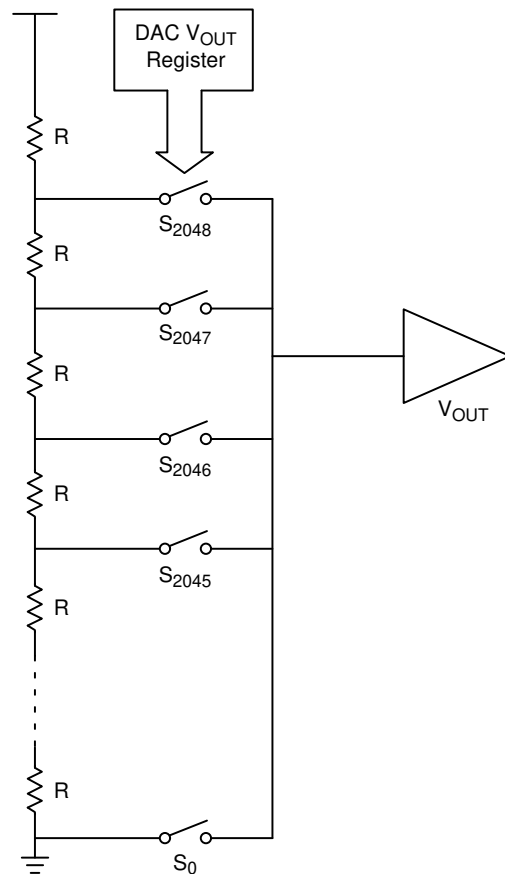 DAC VOUT
Register
R
S2048
R
S2047
R
VOUT
S2046
R
S2045
R
R
S0